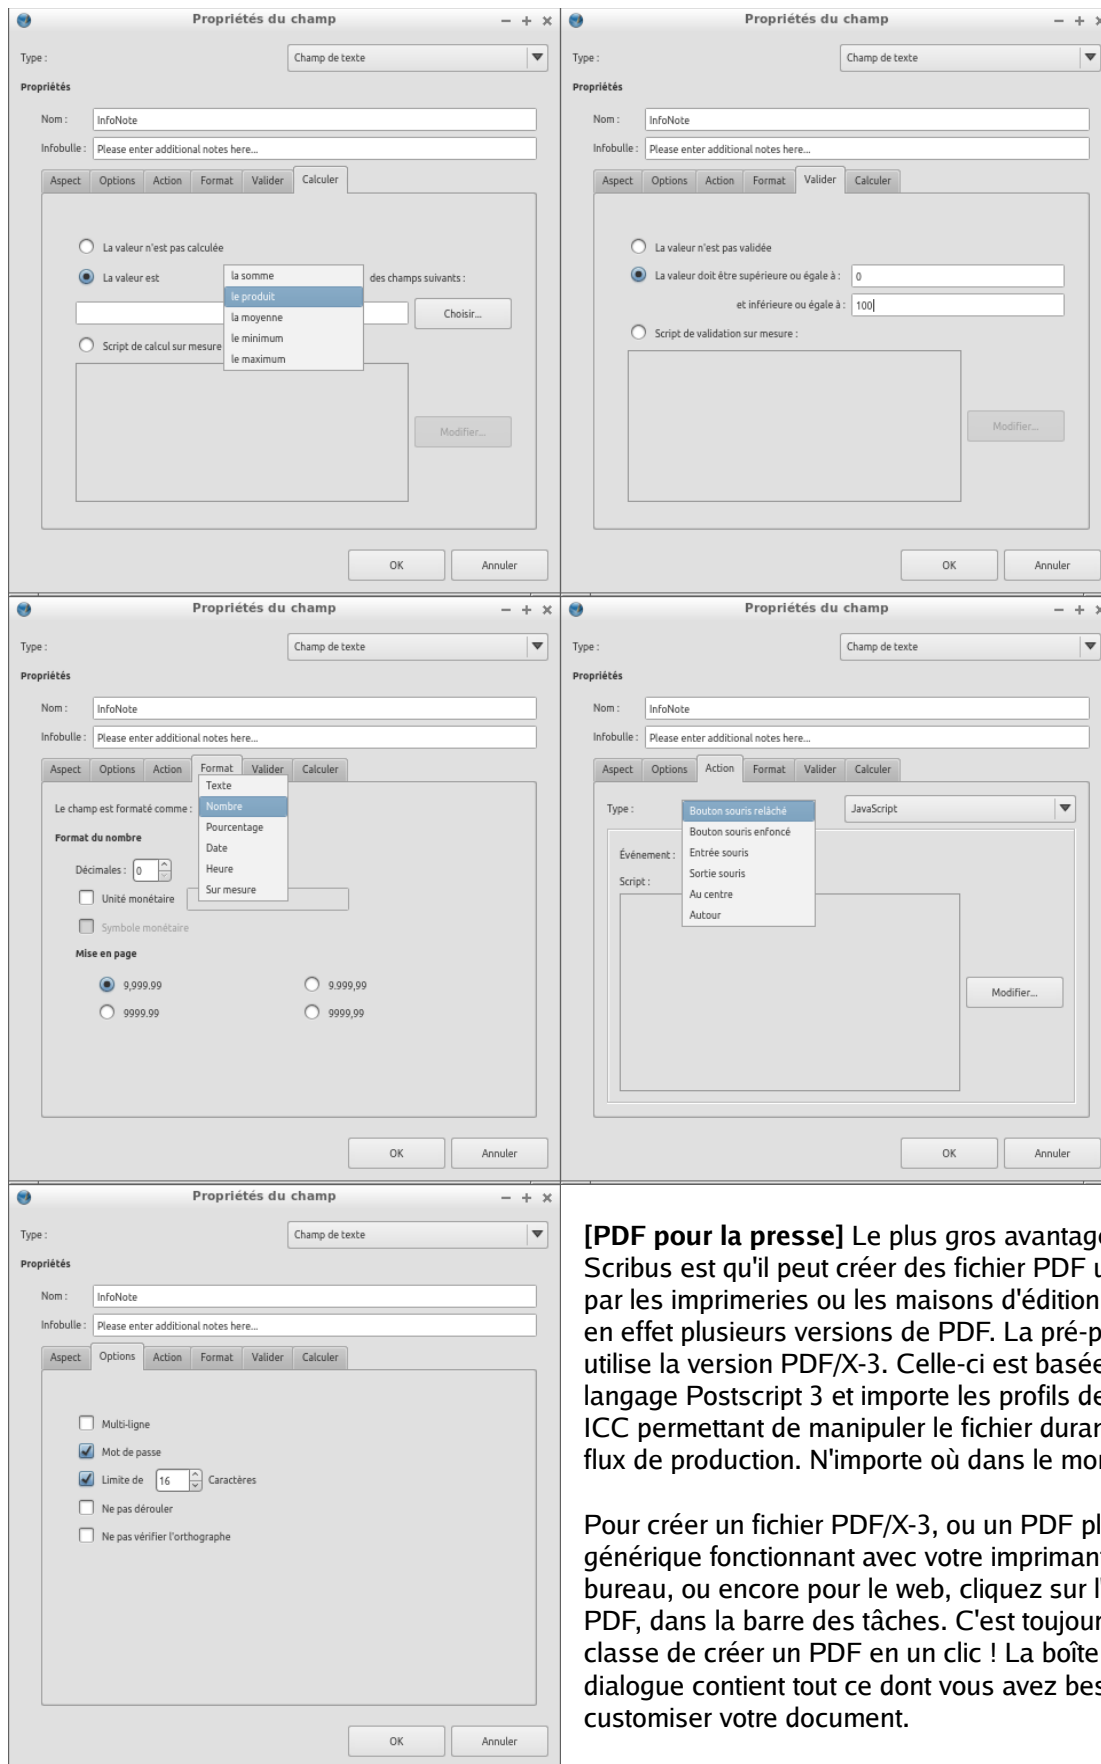 Propriétés du champ
Type : Champ de texte
Propriétés
Nom : InfoNote
Infobulle : Please enter additional notes here...
Aspect Options Action Format Valider Calculer
La valeur n'est pas calculée
La valeur est
la somme
des champs suivants :
le produit
la moyenne
Choisir...
le minimum
Script de calcul sur mesure
le maximum
Modifier...
OK Annuler
Propriétés du champ
Type : Champ de texte
Propriétés
Nom : InfoNote
Infobulle : Please enter additional notes here...
Aspect Options Action Format Valider Calculer
La valeur n'est pas validée
La valeur doit être supérieure ou égale à : 0
et inférieure ou égale à : 100
Script de validation sur mesure :
Modifier...
OK Annuler
Propriétés du champ
Type : Champ de texte
Propriétés
Nom : InfoNote
Infobulle : Please enter additional notes here...
Aspect Options Action Format Valider Calculer
Texte
Le champ est formaté comme : Nombre
Pourcentage
Format du nombre
Date
Décimales : 0
Heure
Sur mesure
Unité monétaire
Symbole monétaire
Mise en page
9,999.99 9.999,99
9999.99 9999,99
OK Annuler
Propriétés du champ
Type : Champ de texte
Propriétés
Nom : InfoNote
Infobulle : Please enter additional notes here...
Aspect Options Action Format Valider Calculer
Type : Bouton souris relâché JavaScript
Bouton souris enfoncé
Événement : Entrée souris
Sortie souris
Script :
Au centre
Autour
Modifier...
OK Annuler
Propriétés du champ
Type : Champ de texte
Propriétés
Nom : InfoNote
Infobulle : Please enter additional notes here...
Aspect Options Action Format Valider Calculer
Multi-ligne
Mot de passe
Limite de 16 Caractères
Ne pas dérouler
Ne pas vérifier l'orthographe
OK Annuler
[PDF pour la presse] Le plus gros avantage
Scribus est qu'il peut créer des fichier PDF u
par les imprimeries ou les maisons d'édition
en effet plusieurs versions de PDF. La pré-p
utilise la version PDF/X-3. Celle-ci est basée
langage Postscript 3 et importe les profils de
ICC permettant de manipuler le fichier duran
flux de production. N'importe où dans le mo
Pour créer un fichier PDF/X-3, ou un PDF pl
générique fonctionnant avec votre impriman
bureau, ou encore pour le web, cliquez sur l'
PDF, dans la barre des tâches. C'est toujour
classe de créer un PDF en un clic ! La boîte
dialogue contient tout ce dont vous avez bes
customiser votre document.